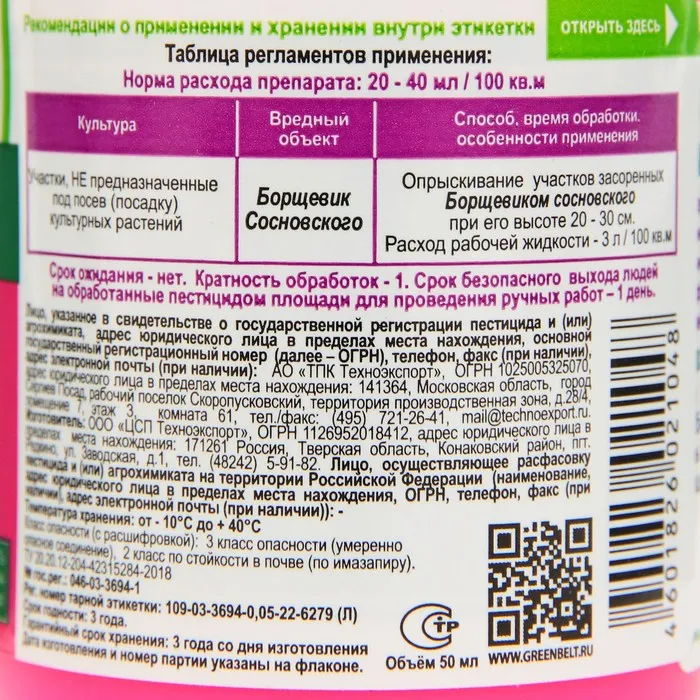 Рекомендации о применении и хранении внутри этикетки
ОТКРЫТЬ ЗДЕСЬ
Таблица регламентов применения:
Норма расхода препарата: 20 - 40 мл / 100 кв.м
Культура
Вредный объект
Способ, время обработки. особенности применения
Участки, НЕ предназначенные
под посев (посадку)
культурных растений
Борщевик
Сосновского
Опрыскивание участков засоренных
Борщевиком сосновского
при его высоте 20 - 30 см.
Расход рабочей жидкости - 3 л / 100 кв.м
Срок ожидания - нет. Кратность обработок - 1. Срок безопасного выхода людей
на обработанные пестицидом площади для проведения ручных работ – 1 день.
Лицо, указанное в свидетельстве о государственной регистрации пестицида и (или)
агрохимиката, адрес юридического лица в пределах места нахождения, основной
государственный регистрационный номер (далее – ОГРН), телефон, факс (при наличии),
адрес электронной почты (при наличии): АО «ТПК Техноэкспорт», ОГРН 1025005325070,
адрес юридического лица в пределах места нахождения: 141364, Московская область, город
Сергиев Посад, рабочий поселок Скоропусковский, территория производственная зона, д.28/4,
помещение 7, этаж 3, комната 61, тел./факс: (495) 721-26-41, mail@technoexport.ru.
Изготовитель: ООО «ЦСП Техноэкспорт», ОГРН 1126952018412, адрес юридического лица в
пределах места нахождения: 171261 Россия, Тверская область, Конаковский район, пгт.
Редкино, ул. Заводская, д.1, тел. (48242) 5-91-82. Лицо, осуществляющее расфасовку
пестицида и (или) агрохимиката на территории Российской Федерации (наименование,
адрес юридического лица в пределах места нахождения, ОГРН, телефон, факс (при
наличии), адрес электронной почты (при наличии)): -
Температура хранения: от - 10°С до + 40°С
Класс опасности (с расшифровкой): 3 класс опасности (умеренно
опасное соединение), 2 класс по стойкости в почве (по имазапиру).
ТУ 20.20.12-204-42315284-2018
№ гос.рег.: 046-03-3694-1
Рег. номер тарной этикетки: 109-03-3694-0,05-22-6279 (Л)
Срок годности: 3 года.
Гарантийный срок хранения: 3 года со дня изготовления
Дата изготовления и номер партии указаны на флаконе.
СТР
Объём 50 мл
WWW.GREENBELT.RU
4601826021048